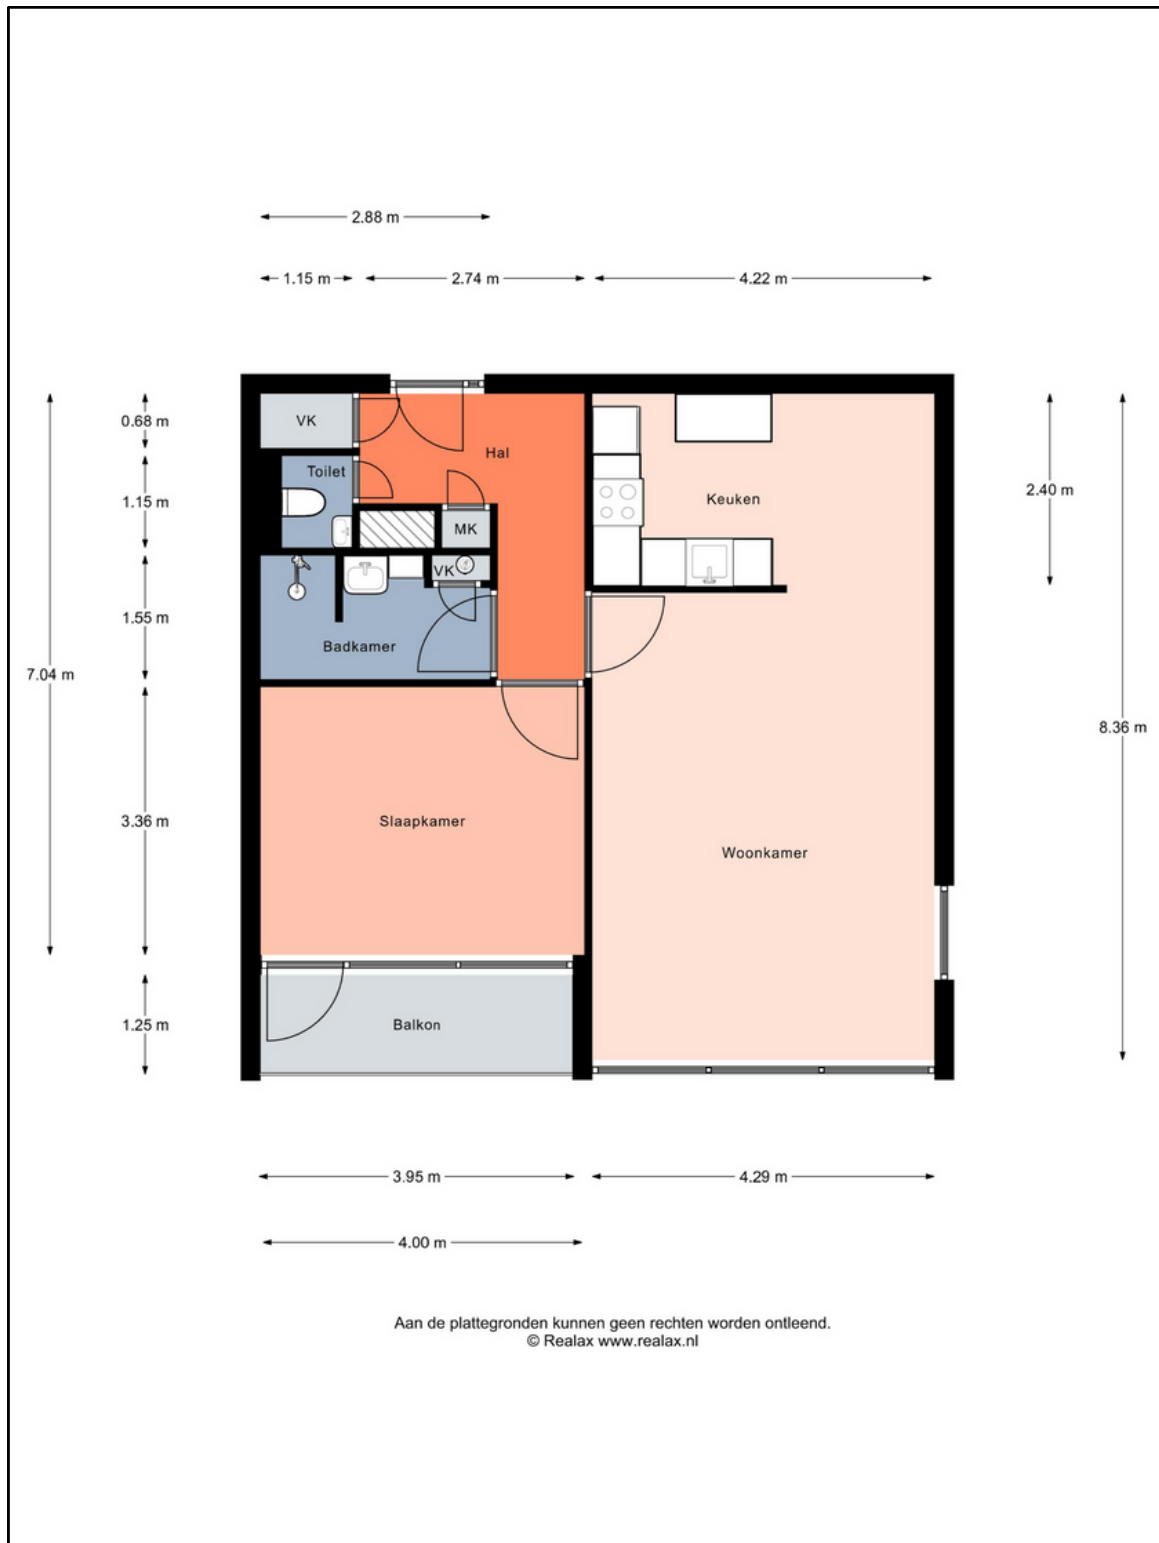 2.88 m
1.15 m
2.74 m
4.22 m
0.68 m
VK
Hal
Toilet
1.15 m
MK
Keuken
2.40 m
VK
1.55 m
Badkamer
7.04 m
8.36 m
3.36 m
Slaapkamer
Woonkamer
1.25 m
Balkon
3.95 m
4.29 m
4.00 m
Aan de plattegronden kunnen geen rechten worden ontleend.
© Realax www.realax.nl